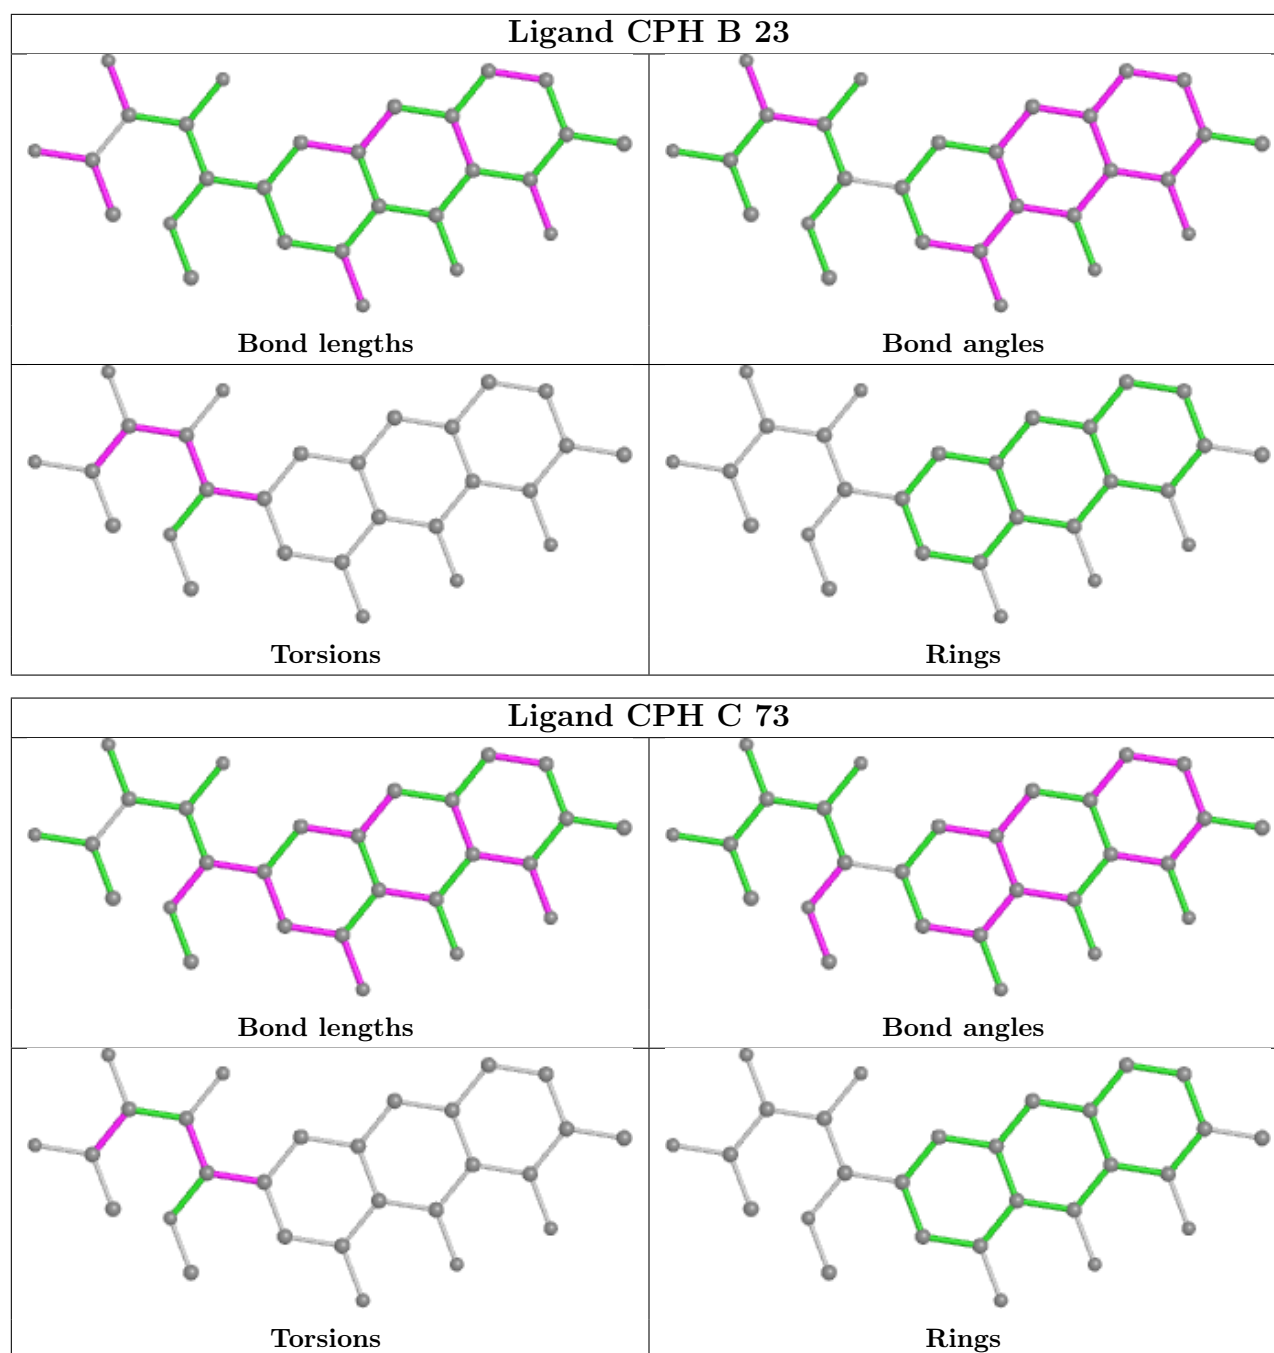 Ligand CPH B 23
Bond lengths
Bond angles
Torsions
Rings
Ligand CPH C 73
Bond lengths
Bond angles
Torsions
Rings